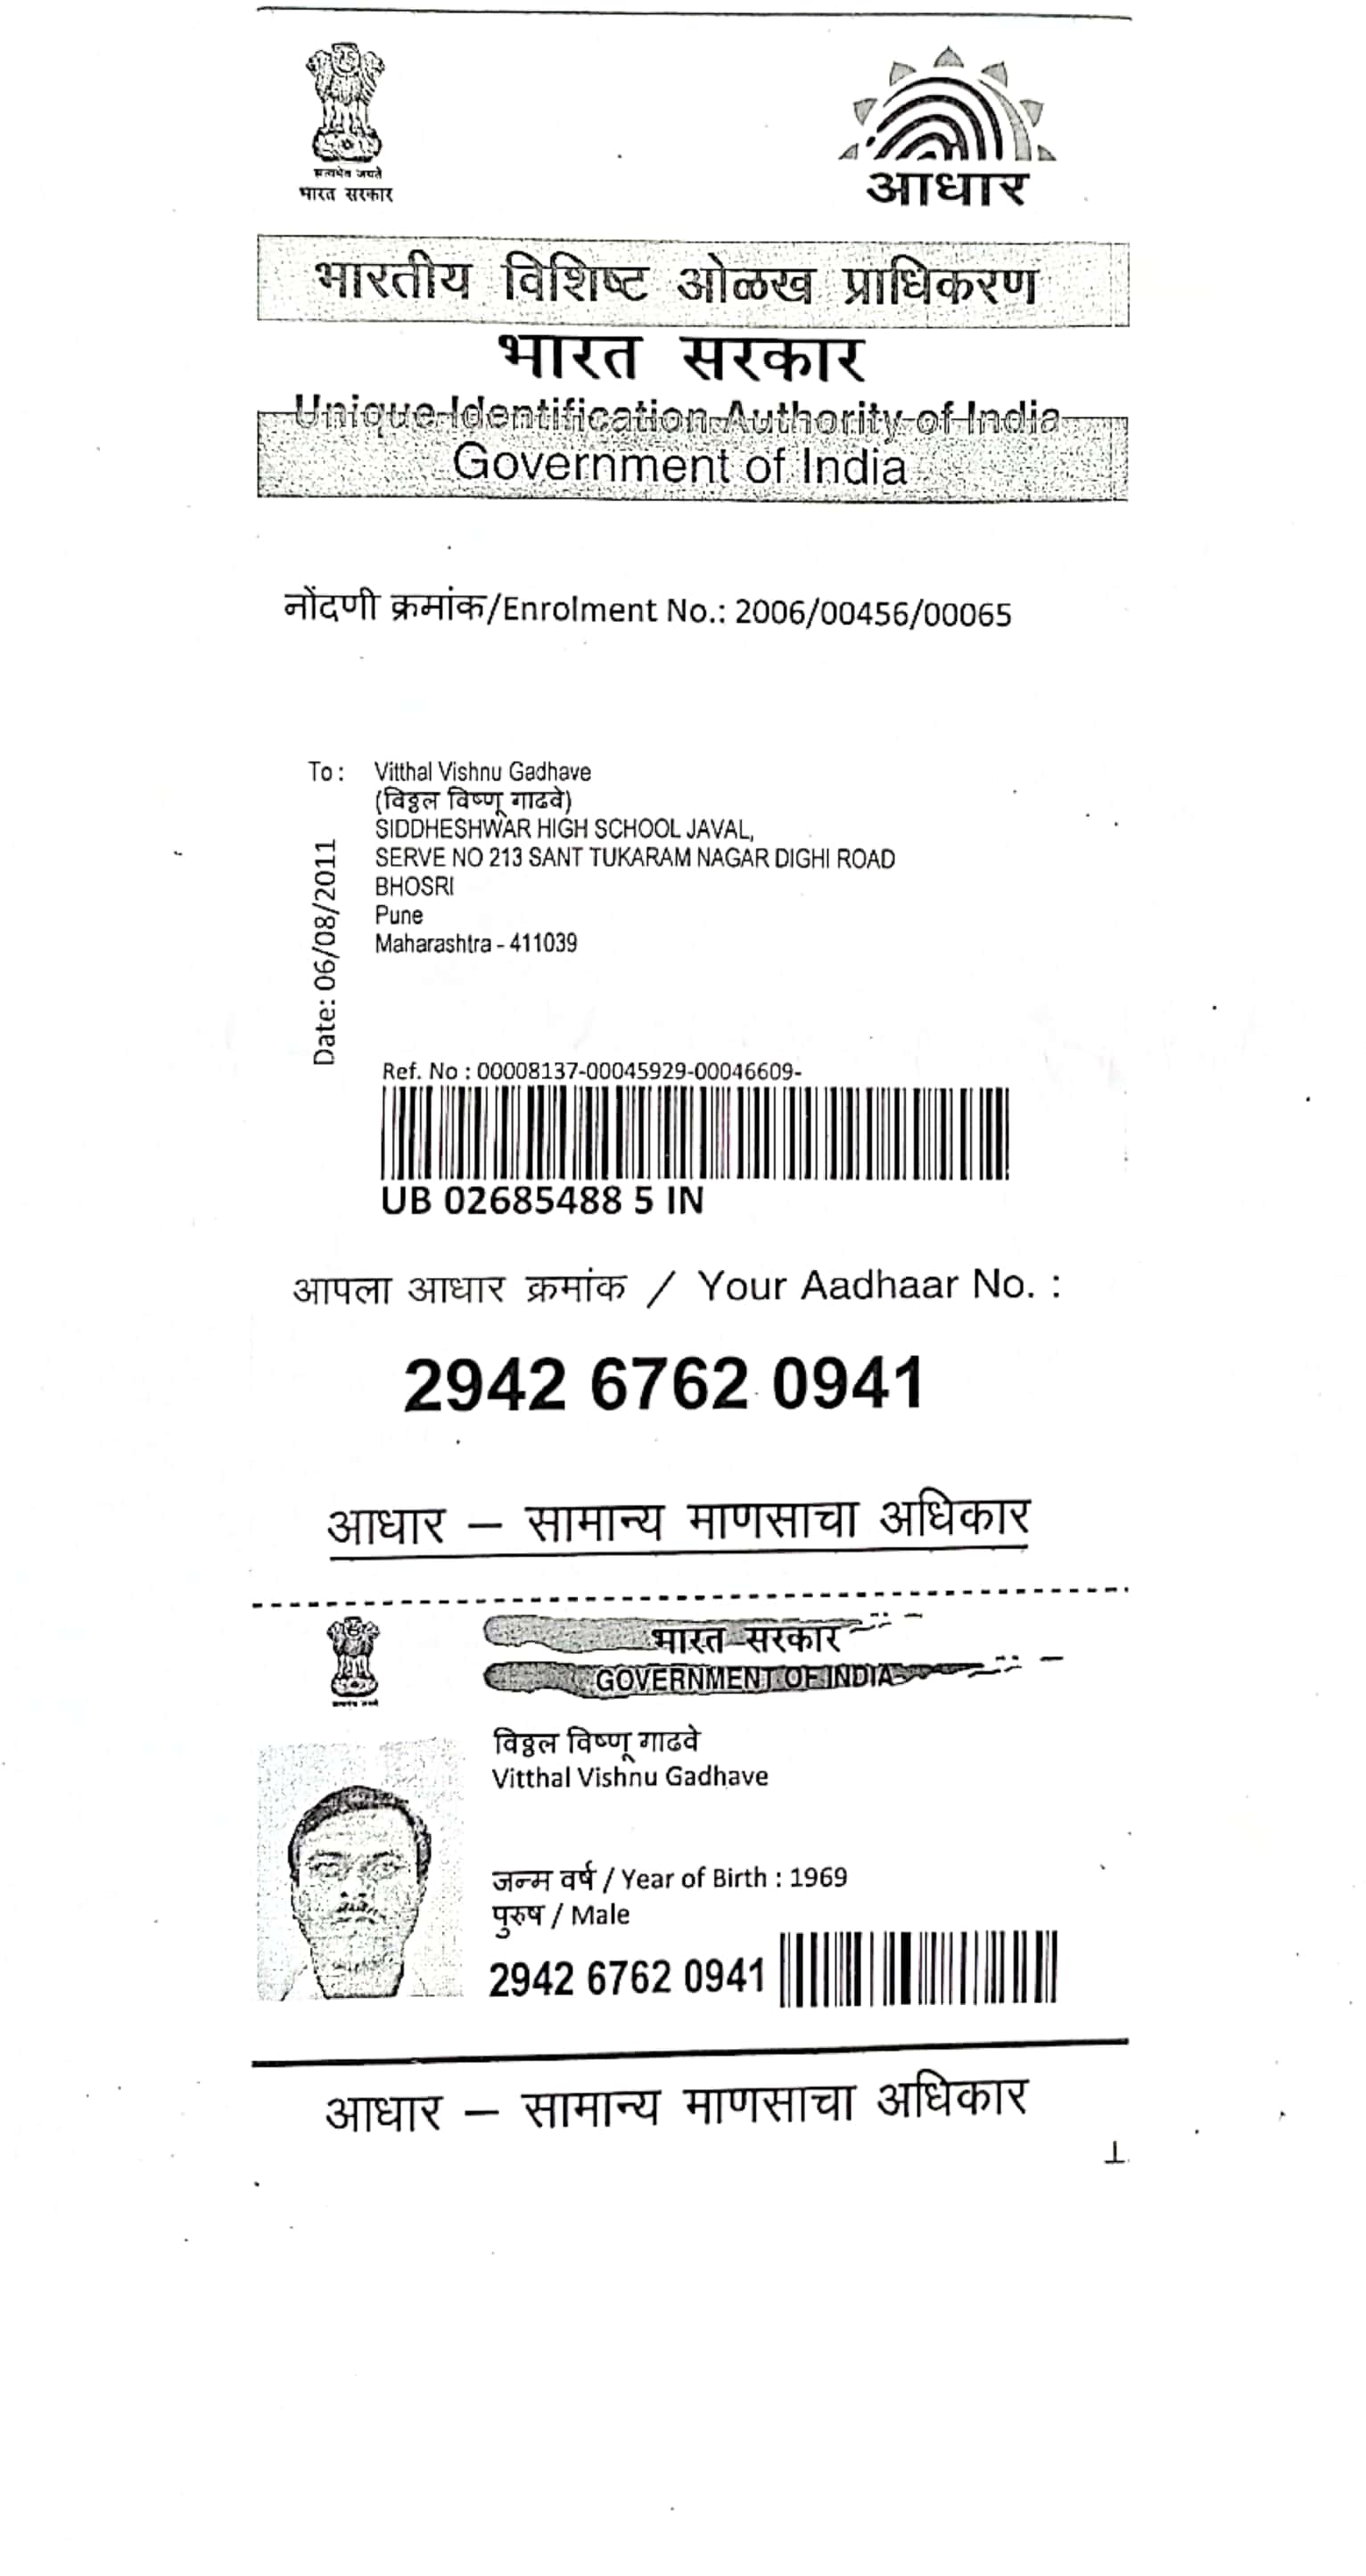 सत्यमेव जयते
भारत सरकार
आधार
भारतीय विशिष्ट ओळख प्राधिकरण
भारत सरकार
Unique Identification Authority of India
Government of India
नोंदणी क्रमांक/Enrolment No.: 2006/00456/00065
To: Vitthal Vishnu Gadhave
(विठ्ठल विष्णू गाढवे)
SIDDHESHWAR HIGH SCHOOL JAVAL,
SERVE NO 213 SANT TUKARAM NAGAR DIGHI ROAD
BHOSRI
Pune
Maharashtra - 411039
Date: 06/08/2011
Ref. No : 00008137-00045929-00046609-
UB 02685488 5 IN
आपला आधार क्रमांक / Your Aadhaar No. :
2942 6762 0941
आधार – सामान्य माणसाचा अधिकार
भारत सरकार
GOVERNMENT OF INDIA
विठ्ठल विष्णू गाढवे
Vitthal Vishnu Gadhave
जन्म वर्ष / Year of Birth : 1969
पुरुष / Male
2942 6762 0941
आधार – सामान्य माणसाचा अधिकार